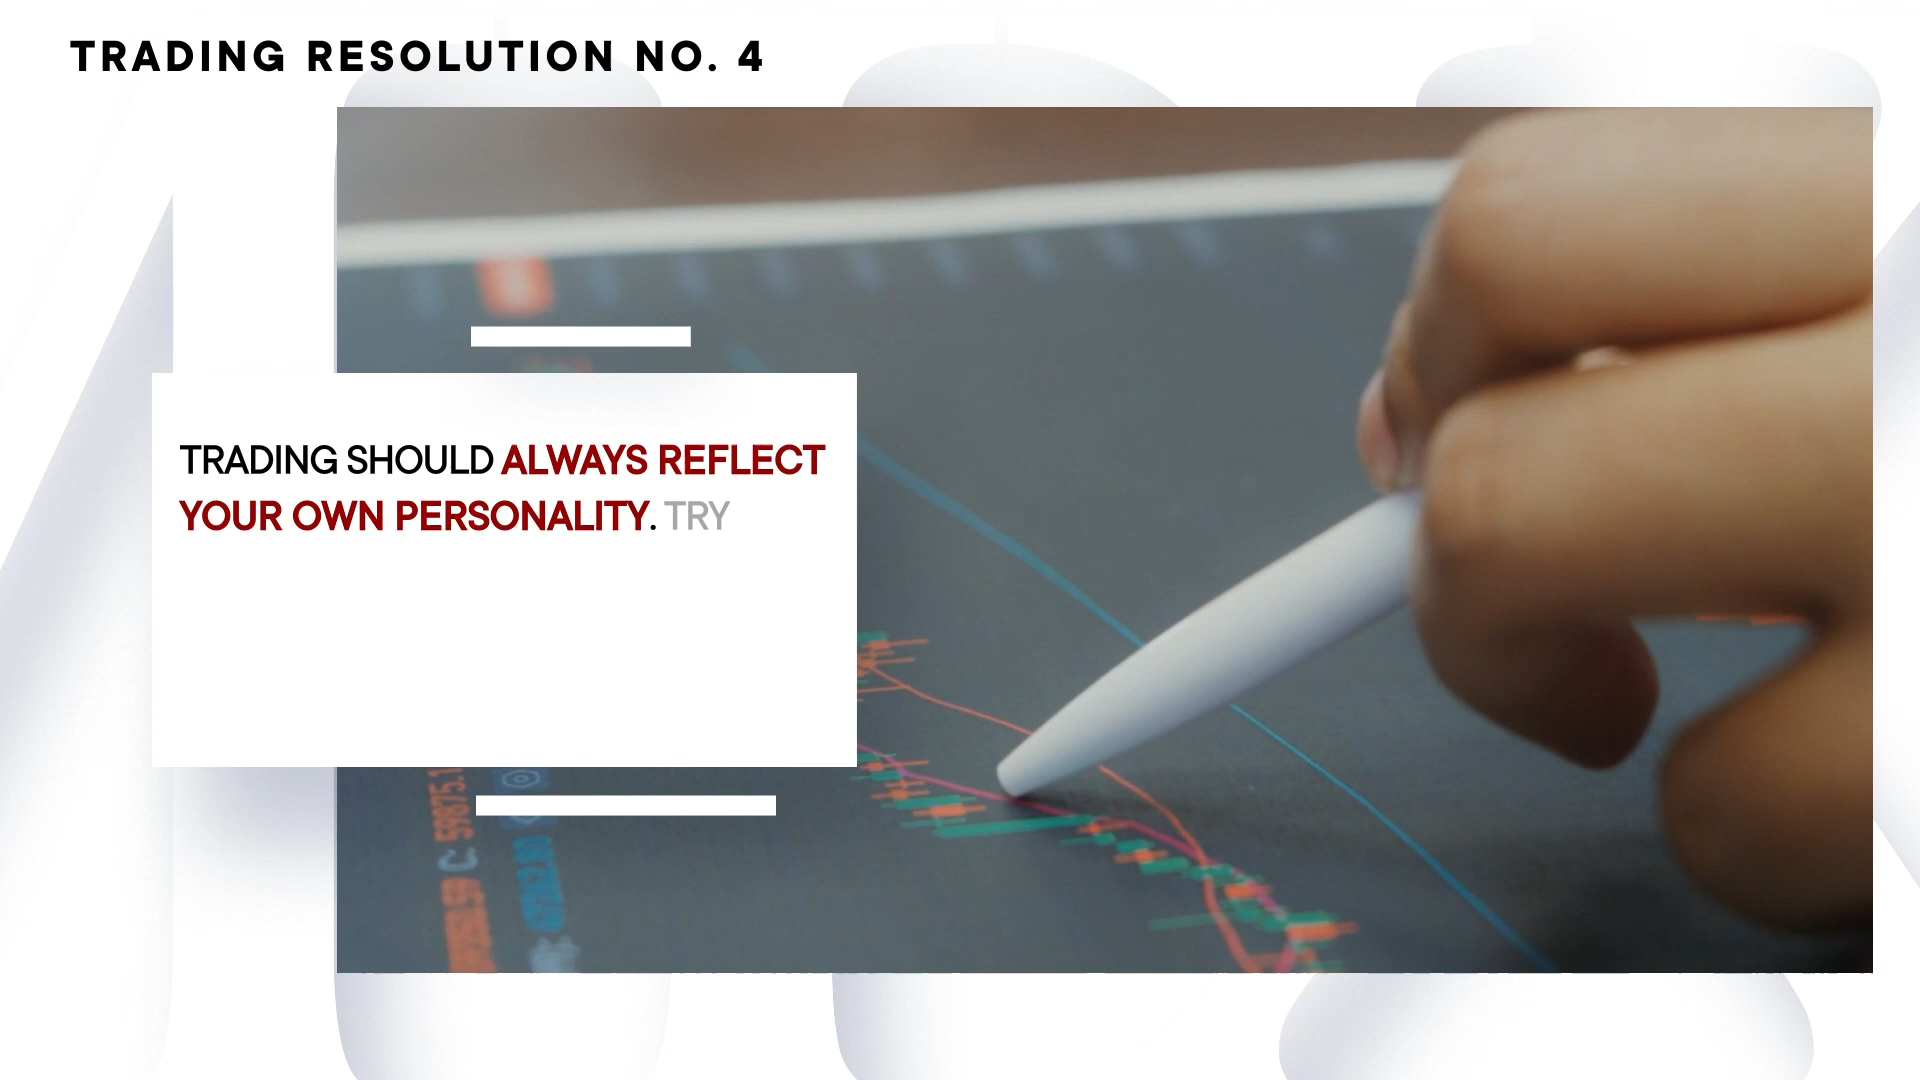 TRADING RESOLUTION NO. 4
TRADING SHOULD ALWAYS REFLECT
YOUR OWN PERSONALITY. TRY